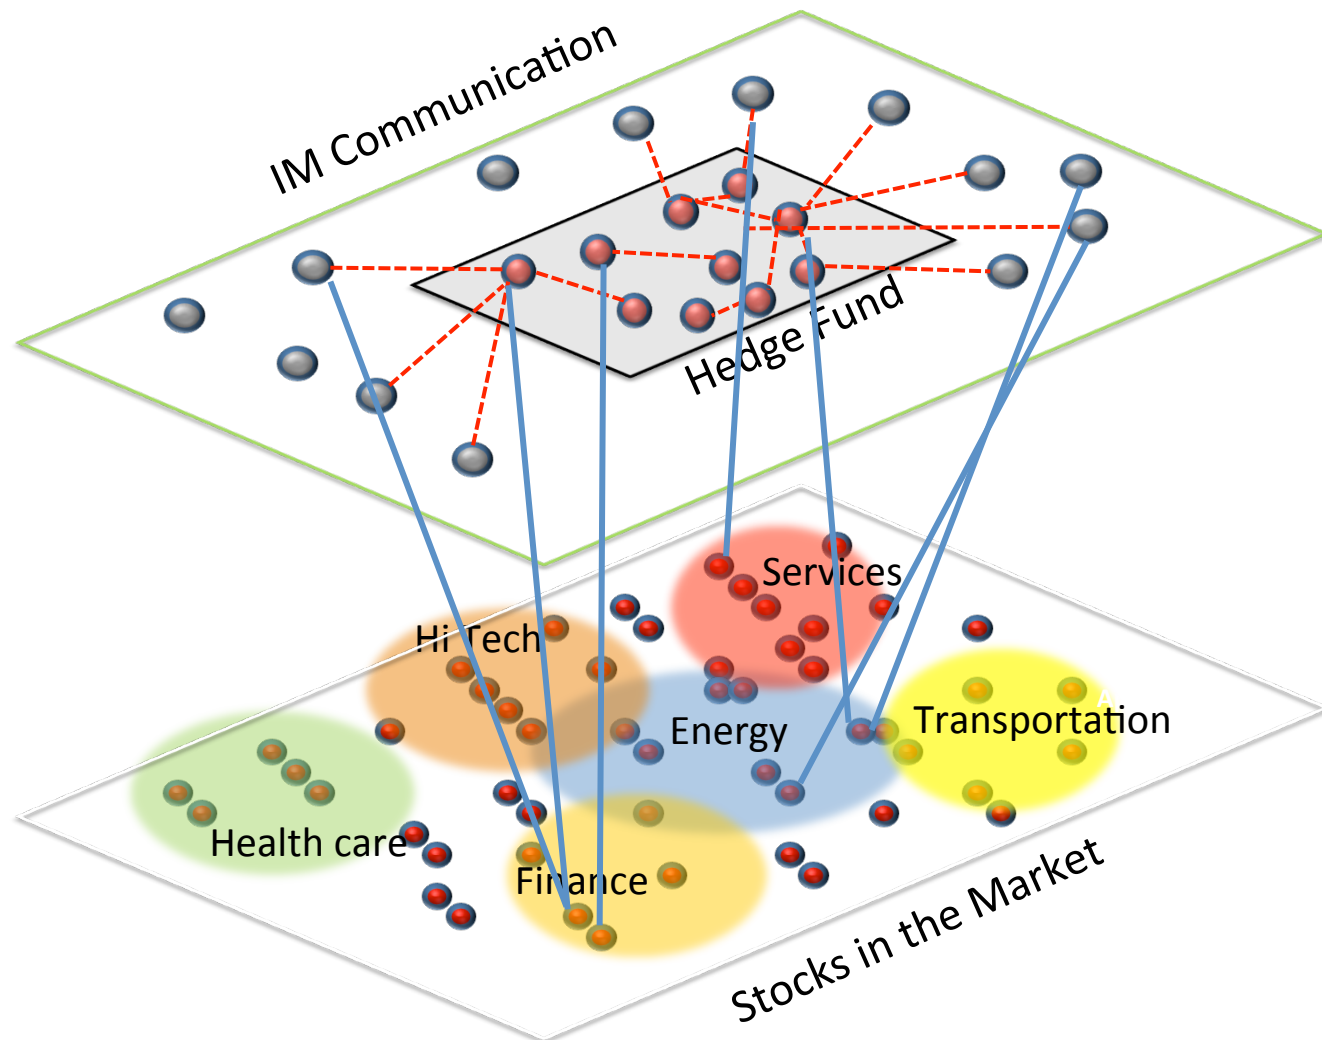 IM Communication
Hedge Fund
Services
Hi Tech
Energy
Transportation
A
Health care
Finance
Stocks in the Market